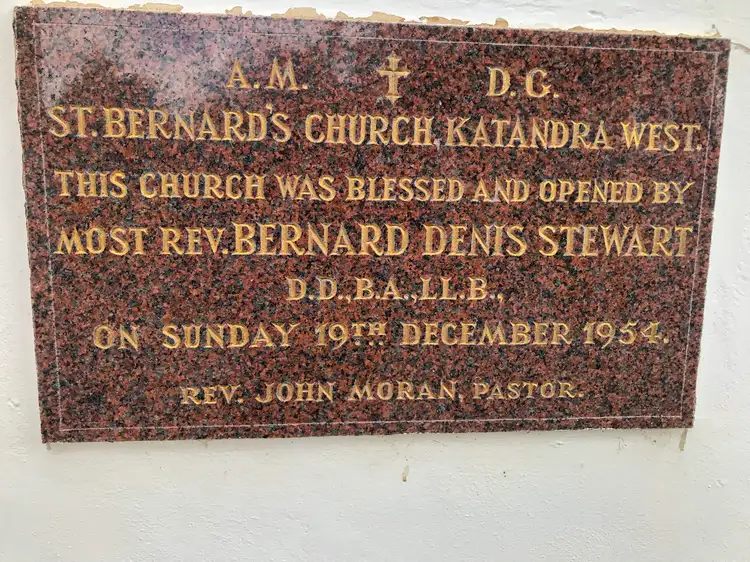 A.M. D.G.
ST. BERNARD'S CHURCH, KATANDRA WEST.
THIS CHURCH WAS BLESSED AND OPENED BY
MOST REV. BERNARD DENIS STEWART
D.D., B.A., LL.B.,
ON SUNDAY 19TH DECEMBER 1954.
REV. JOHN MORAN, PASTOR.